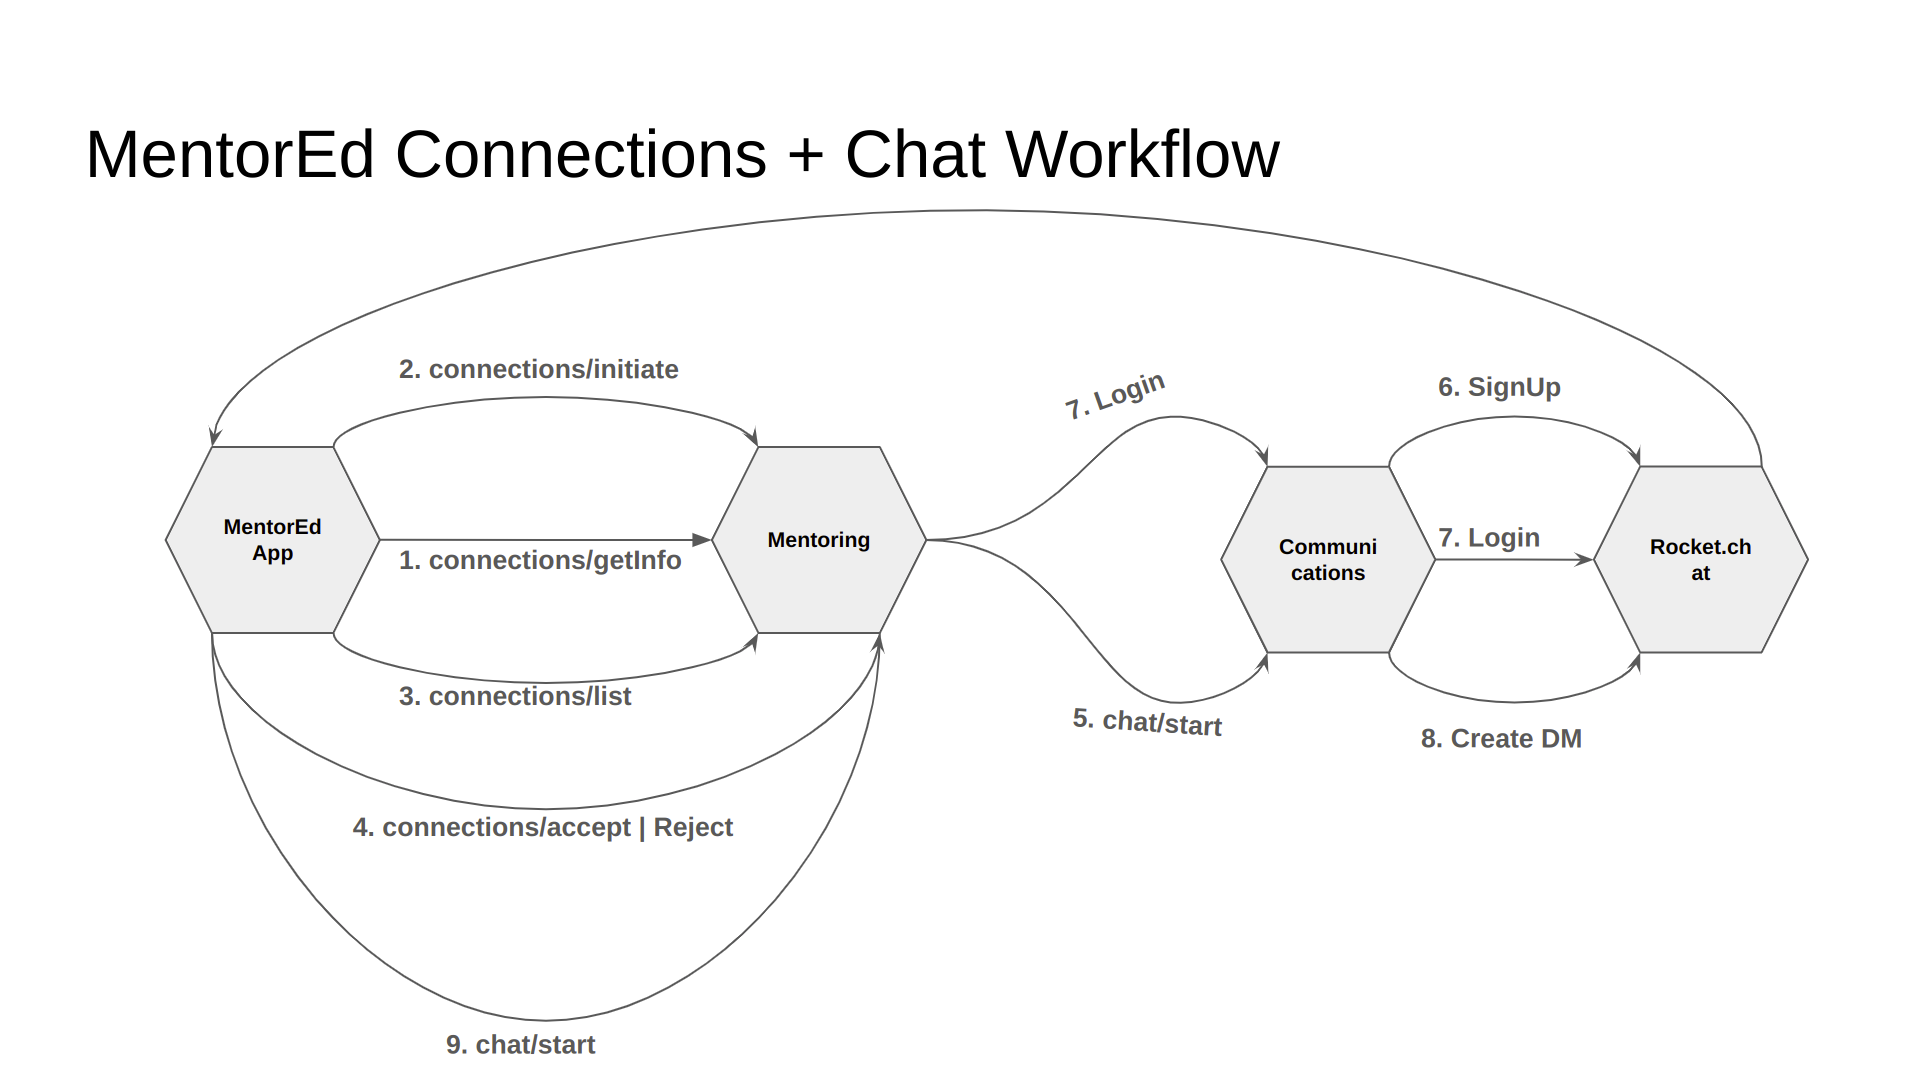 MentorEd Connections + Chat Workflow
2. connections/initiate
7. Login
6. SignUp
MentorEd
App
1. connections/getInfo
Mentoring
Communi
cations
7. Login
Rocket.ch
at
3. connections/list
5. chat/start
8. Create DM
4. connections/accept | Reject
9. chat/start